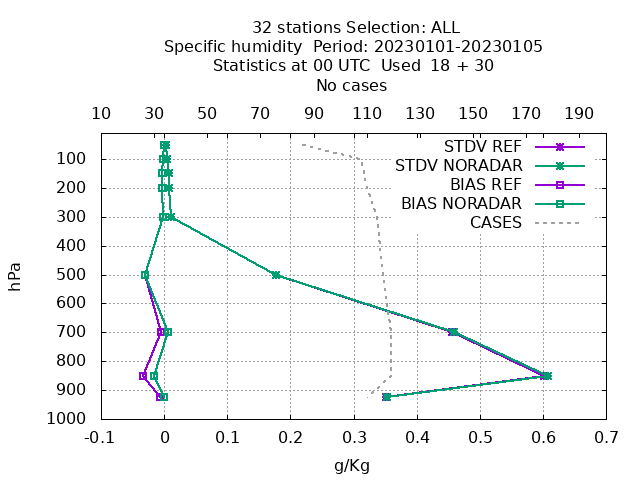 32 stations Selection: ALL
Specific humidity  Period: 20230101-20230105
Statistics at 00 UTC  Used  18 + 30
No cases
10 30 50 70 90 110 130 150 170 190
STDV REF
STDV NORADAR
BIAS REF
BIAS NORADAR
CASES
hPa
100
200
300
400
500
600
700
800
900
1000
-0.1 0 0.1 0.2 0.3 0.4 0.5 0.6 0.7
g/Kg